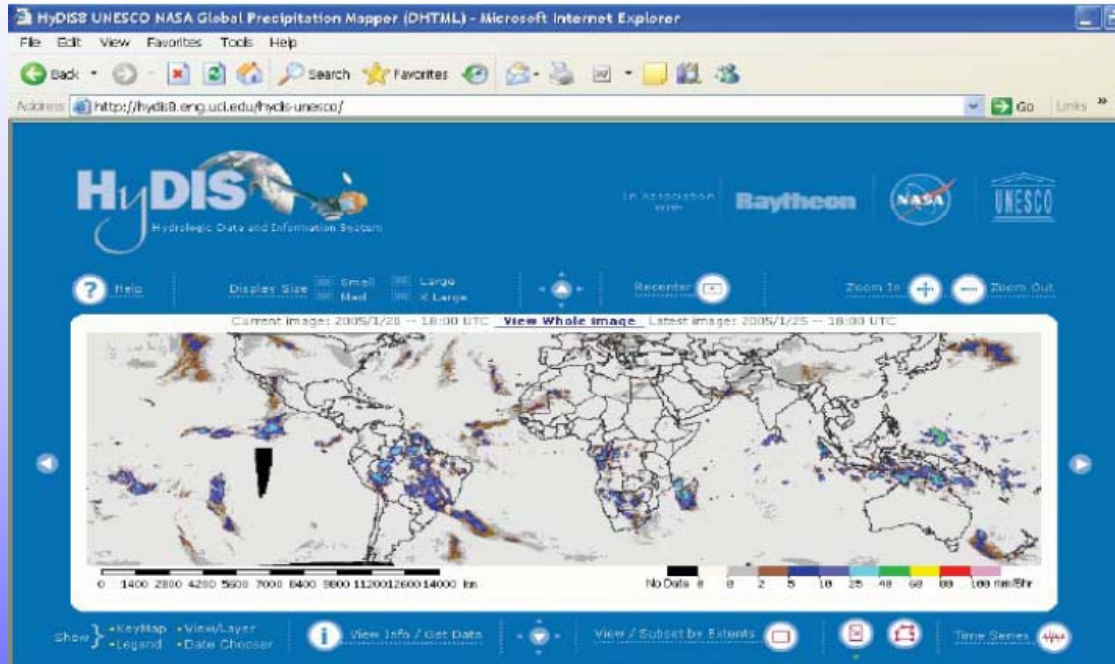 HyDIS8 UNESCO NASA Global Precipitation Mapper (DHTML) - Microsoft Internet Explorer
File Edit View Favorites Tools Help
Back Search Favorites
Address http://hydis8.eng.uci.edu/hydis-unesco/ Go Links »
HyDIS
Hydrologic Data and Information System
In Association With Raytheon NASA UNESCO
? Help Display Size Small Large Recenter Zoom In Zoom Out
Med X Large
Current image: 2005/1/20 -- 18:00 UTC View Whole image Latest image: 2005/1/25 -- 18:00 UTC
0 1400 2800 4200 5600 7000 8400 9800 11200 12600 14000 km No Data 0 0 2 5 10 25 40 60 80 100 mm/6hr
Show } •KeyMap •View/Layer i View Info / Get Data View / Subset by Extents Time Series
•Legend •Date Chooser